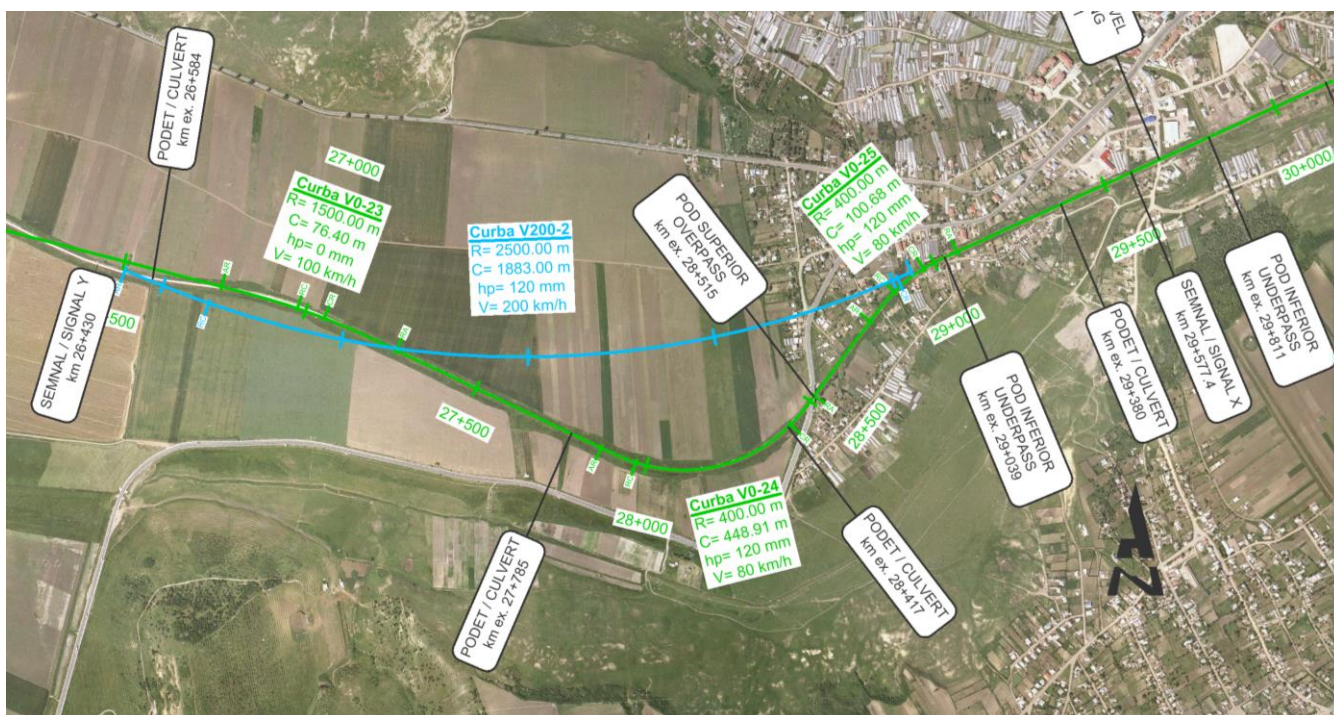 PODET / CULVERT
km ex. 26+584
SEMNAL / SIGNAL Y
km 26+430
500
27+000
Curba V0-23
R= 1500.00 m
C= 76.40 m
hp= 0 mm
V= 100 km/h
Curba V200-2
R= 2500.00 m
C= 1883.00 m
hp= 120 mm
V= 200 km/h
POD SUPERIOR
OVERPASS
km ex. 28+515
Curba V0-25
R= 400.00 m
C= 100.68 m
hp= 120 mm
V= 80 km/h
27+500
PODET / CULVERT
km ex. 27+785
28+000
Curba V0-24
R= 400.00 m
C= 448.91 m
hp= 120 mm
V= 80 km/h
PODET / CULVERT
km ex. 28+417
28+500
29+000
POD INFERIOR
UNDERPASS
km ex. 29+039
29+500
PODET / CULVERT
km ex. 29+380
SEMNAL / SIGNAL X
km 29+577.4
POD INFERIOR
UNDERPASS
km ex. 29+811
30+000
AR
RC
CR
RA
AR
RC
N